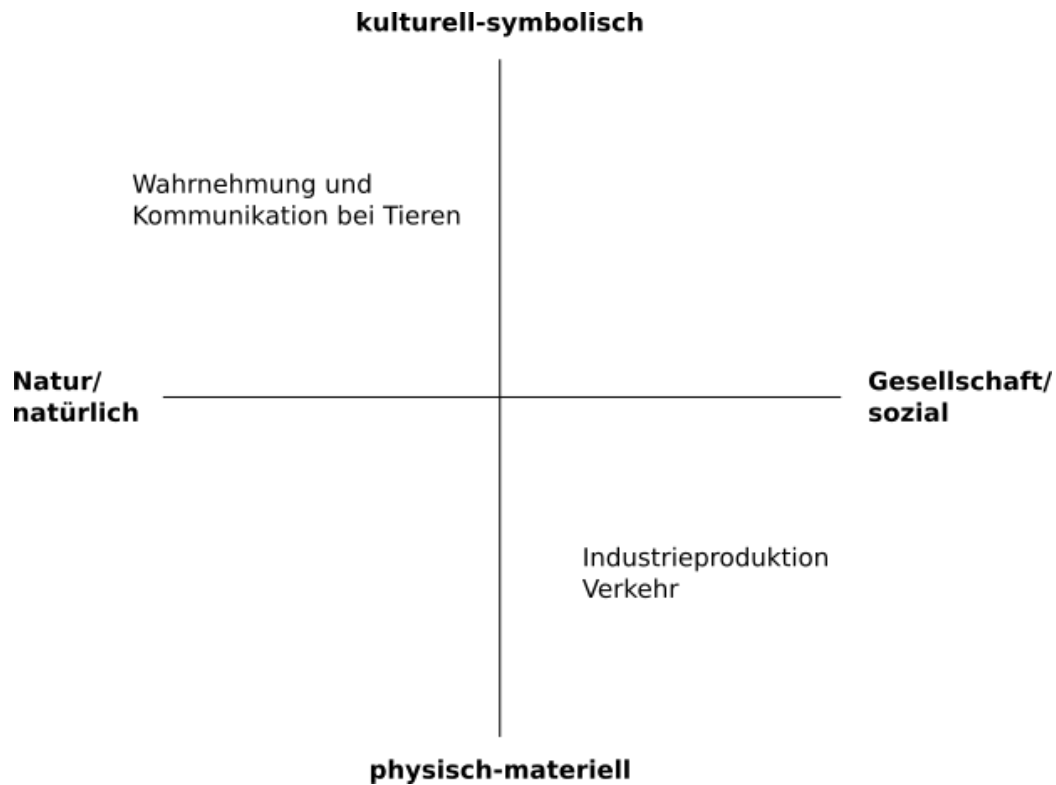 kulturell-symbolisch
Wahrnehmung und
Kommunikation bei Tieren
Natur/
natürlich
Gesellschaft/
sozial
Industrieproduktion
Verkehr
physisch-materiell